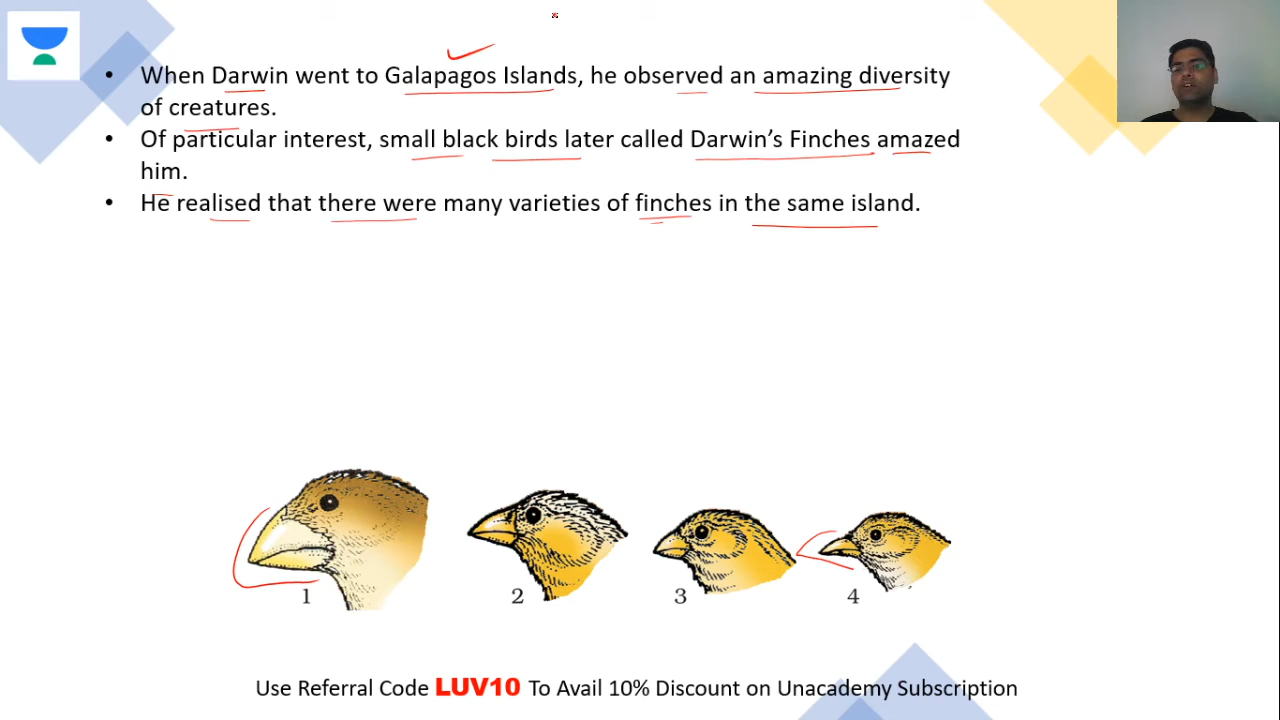 • When Darwin went to Galapagos Islands, he observed an amazing diversity
of creatures.
• Of particular interest, small black birds later called Darwin's Finches amazed
him.
• He realised that there were many varieties of finches in the same island.
1 2 3 4
Use Referral Code LUV10 To Avail 10% Discount on Unacademy Subscription